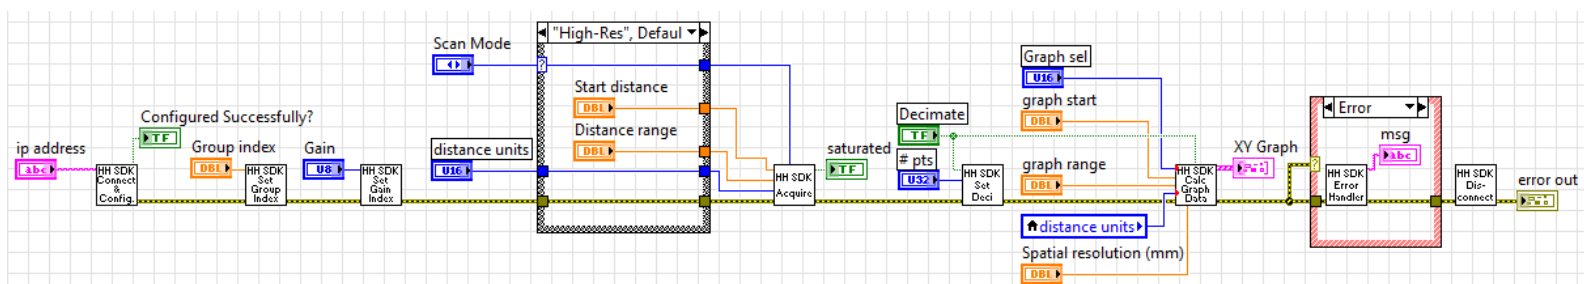 ip address
abc
HH SDK
Connect
&
Config.
Configured Successfully?
TF
Group index
DBL
HH SDK
Set
Group
Index
Gain
U8
HH SDK
Set
Gain
Index
Scan Mode
distance units
U16
"High-Res", Defaul
?
Start distance
DBL
Distance range
DBL
HH SDK
Acquire
saturated
TF
Decimate
TF
# pts
U32
HH SDK
Set
Deci
Graph sel
U16
graph start
DBL
graph range
DBL
distance units
Spatial resolution (mm)
DBL
HH SDK
Calc
Graph
Data
XY Graph
Error
?
msg
abc
HH SDK
Error
Handler
HH SDK
Dis-
connect
error out